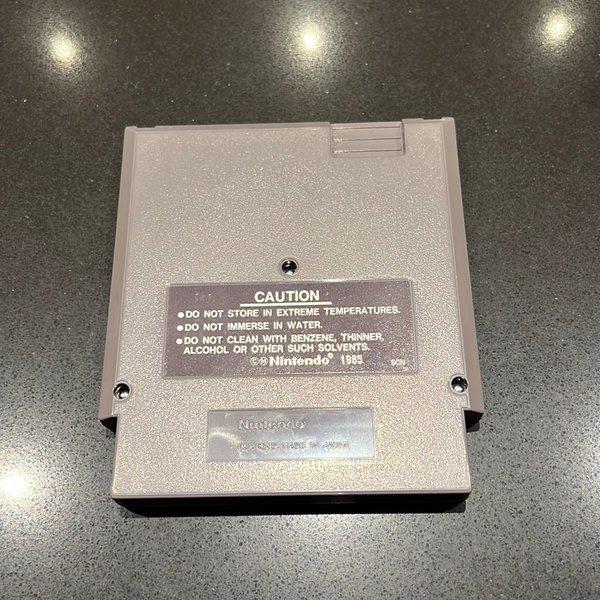 CAUTION
●DO NOT STORE IN EXTREME TEMPERATURES.
●DO NOT IMMERSE IN WATER.
●DO NOT CLEAN WITH BENZENE, THINNER,
ALCOHOL OR OTHER SUCH SOLVENTS.
©Ⓜ Nintendo® 1985
Nintendo®
MADE IN JAPAN